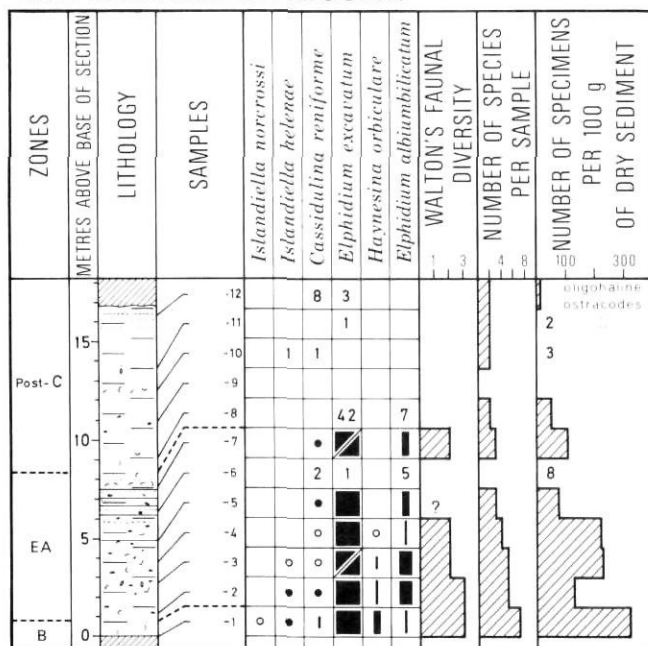 ZONES
METRES ABOVE BASE OF SECTION
LITHOLOGY
SAMPLES
Islandiella norcrossi
Islandiella helenae
Cassidulina reniforme
Elphidium excavatum
Haynesina orbiculare
Elphidium albiumbilicatum
WALTON'S FAUNAL
DIVERSITY
1 3
NUMBER OF SPECIES
PER SAMPLE
4 8
NUMBER OF SPECIMENS
PER 100 g
OF DRY SEDIMENT
100 300
oligohaline
ostracodes
-12 8 3
-11 1 2
15
-10 1 1 3
-9
Post-C
-8 42 7
10
-7
-6 2 1 5 8
-5 ?
-4
5
EA
-3
-2
-1
B
0